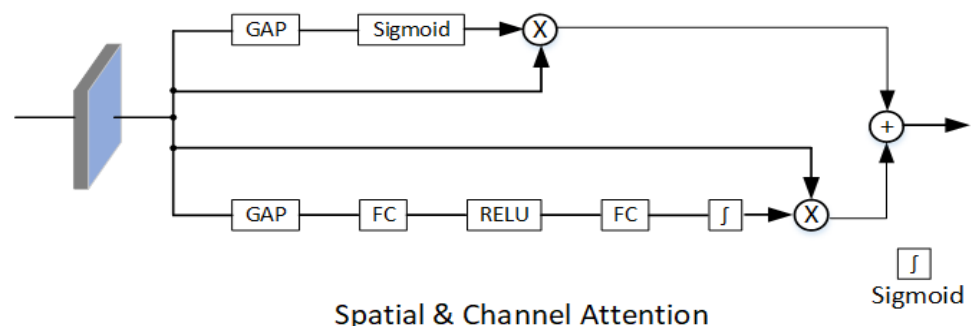 GAP Sigmoid X
+
GAP FC RELU FC ∫ X
∫
Sigmoid
Spatial & Channel Attention